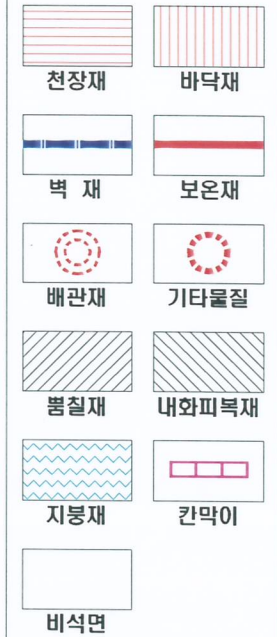 천장재 바닥재
벽 재 보온재
배관재 기타물질
뿜칠재 내화피복재
지붕재 칸막이
비석면